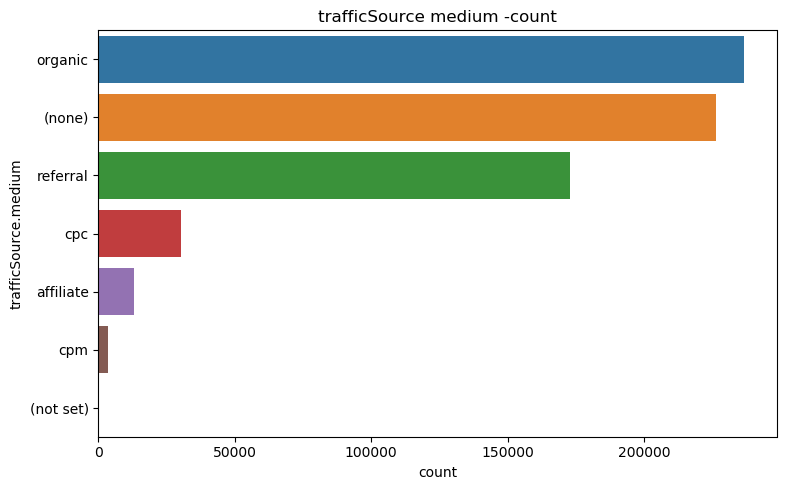 trafficSource medium -count
trafficSource.medium
organic
(none)
referral
cpc
affiliate
cpm
(not set)
0 50000 100000 150000 200000
count